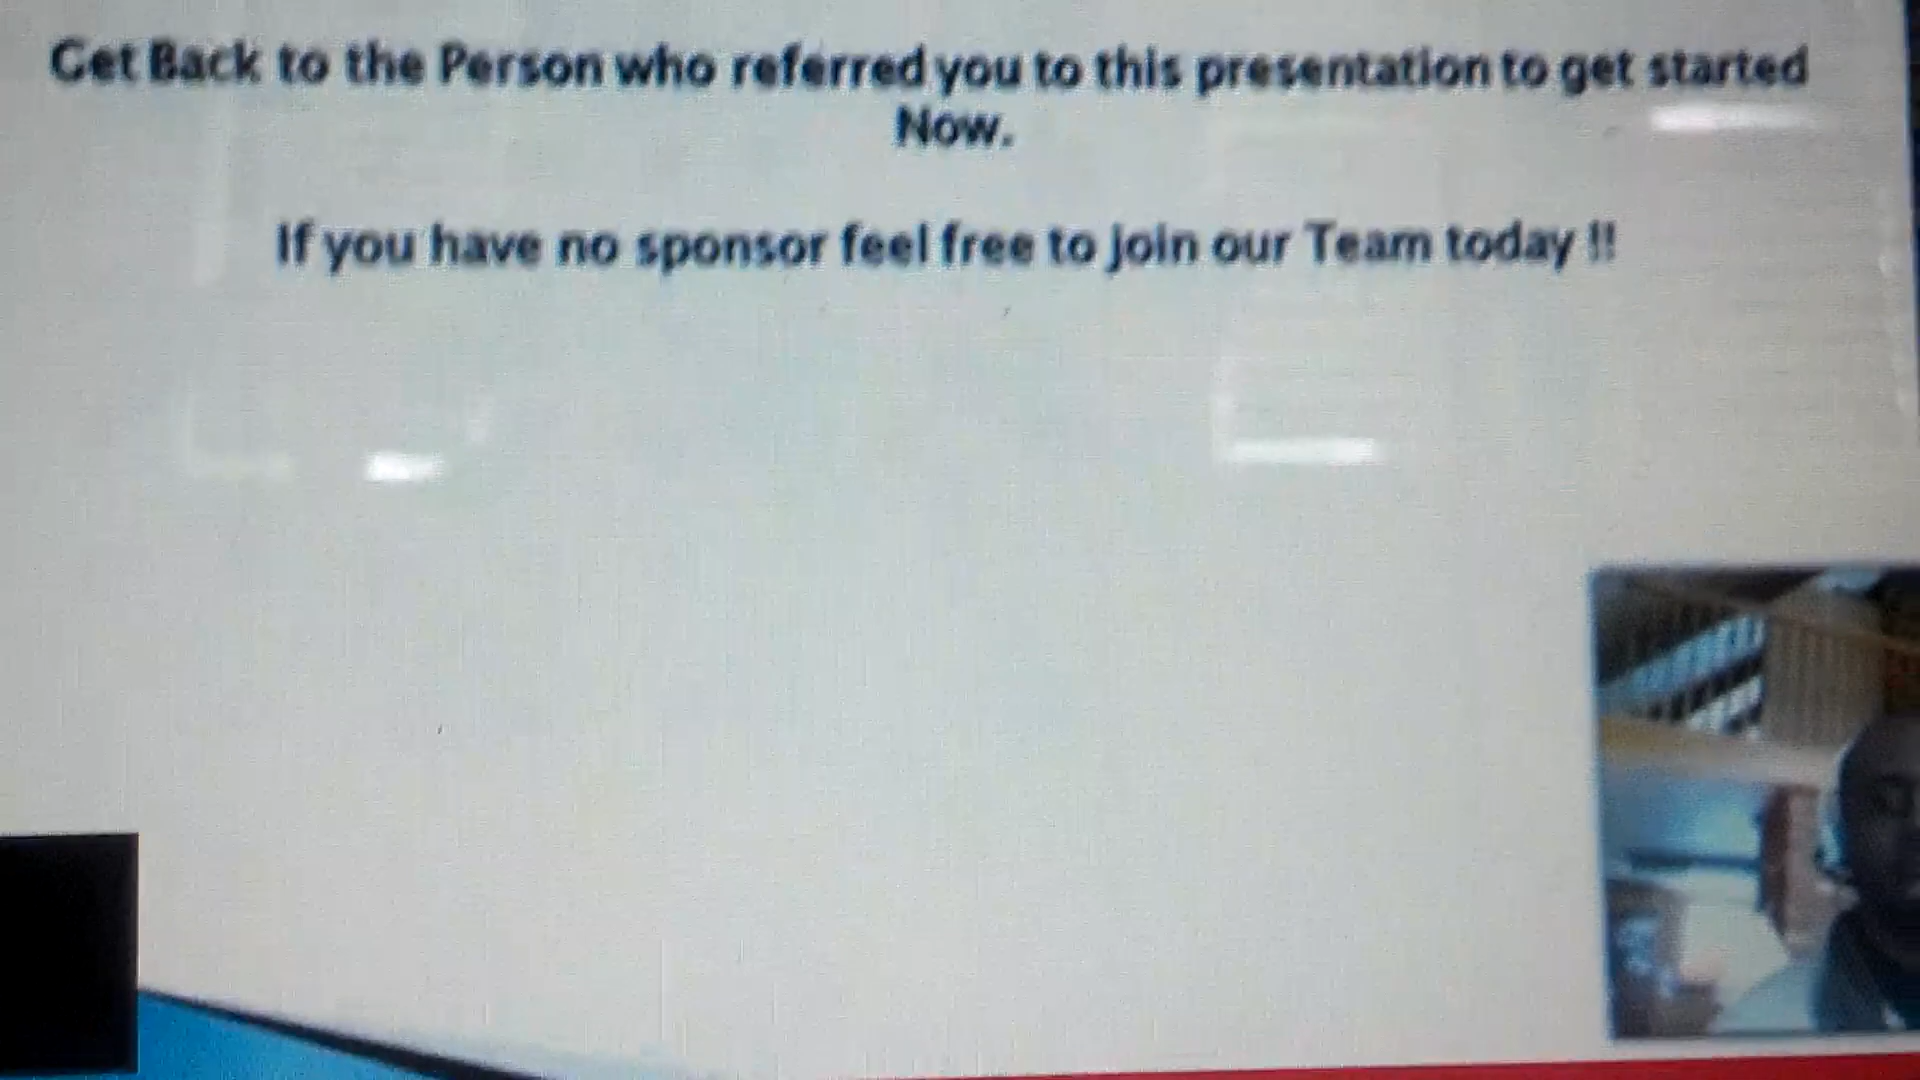 Get Back to the Person who referred you to this presentation to get started
Now.
If you have no sponsor feel free to join our Team today !!